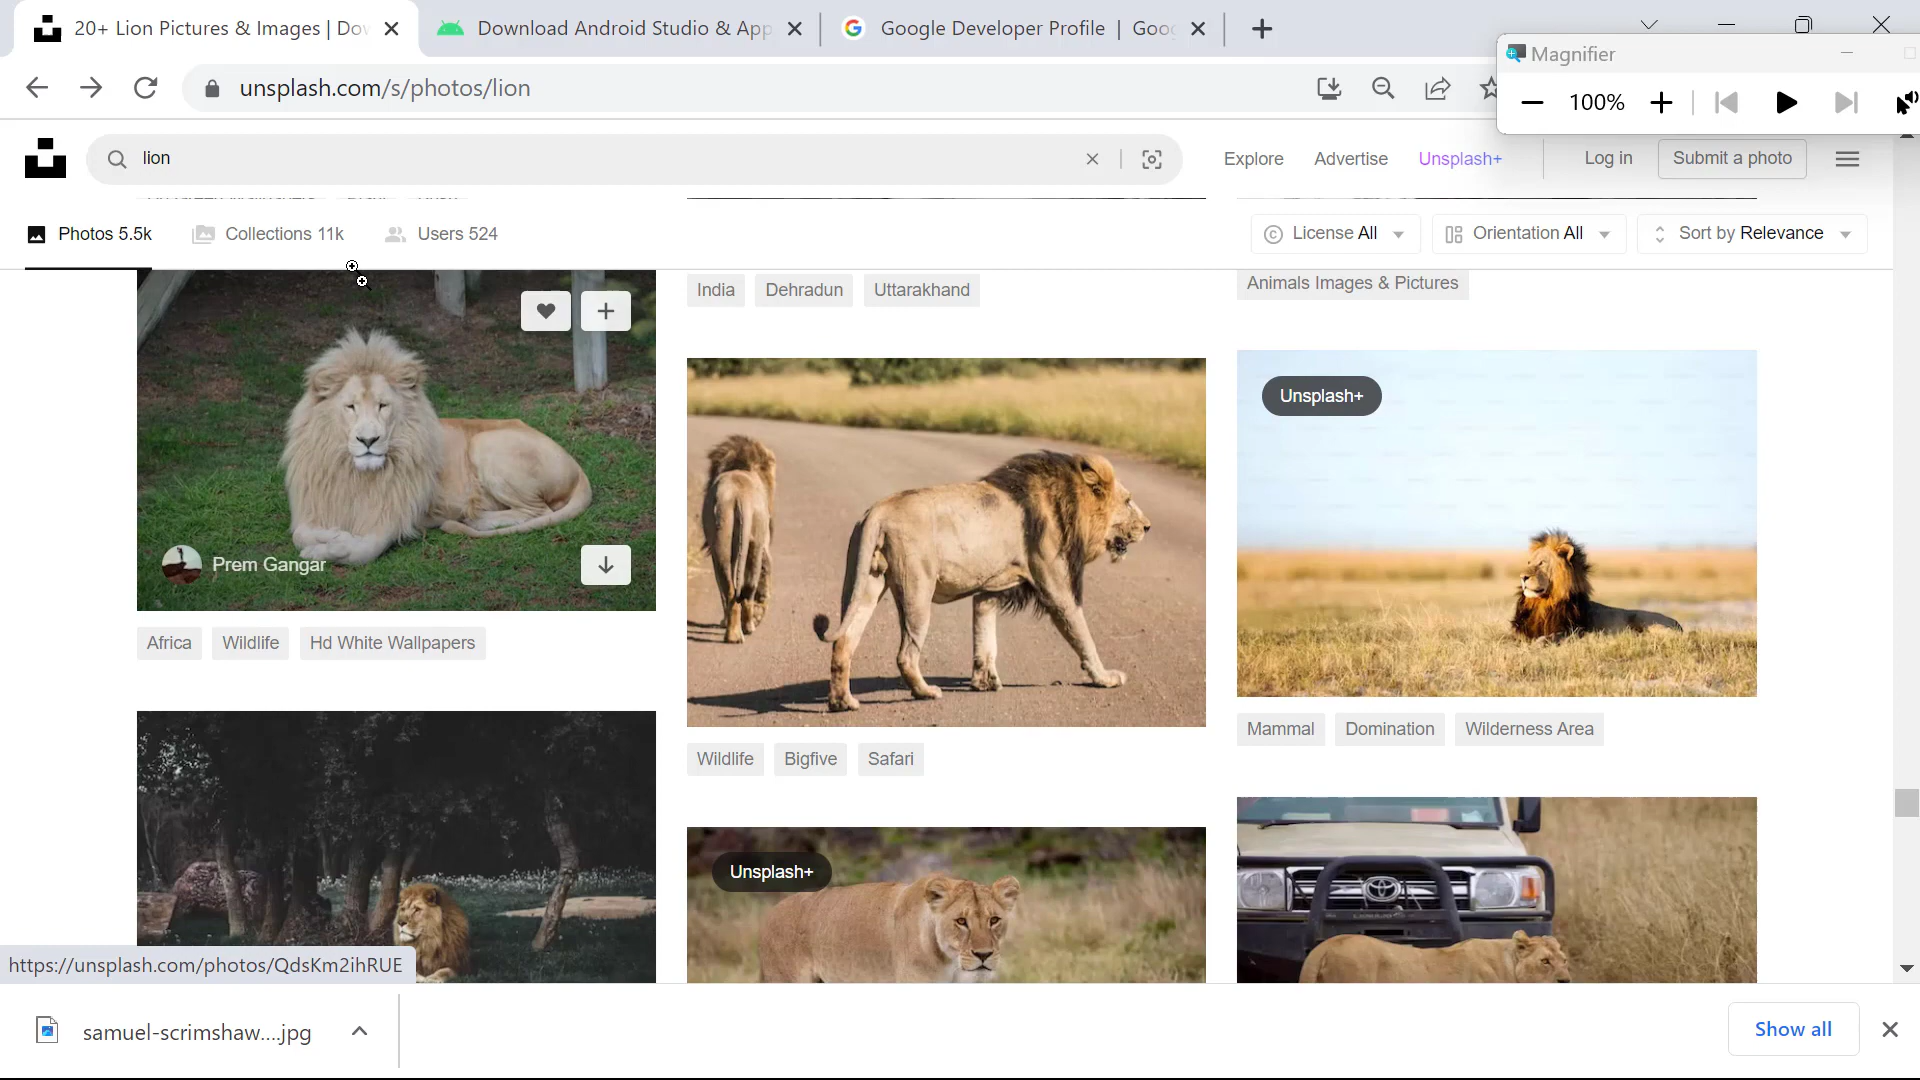 20+ Lion Pictures & Images | Dow
Download Android Studio & App
Google Developer Profile | Goog
Magnifier
unsplash.com/s/photos/lion
100%
lion
Explore
Advertise
Unsplash+
Log in
Submit a photo
Photos 5.5k
Collections 11k
Users 524
License All
Orientation All
Sort by Relevance
India
Dehradun
Uttarakhand
Animals Images & Pictures
Unsplash+
Prem Gangar
Africa
Wildlife
Hd White Wallpapers
Mammal
Domination
Wilderness Area
Wildlife
Bigfive
Safari
Unsplash+
https://unsplash.com/photos/QdsKm2ihRUE
samuel-scrimshaw....jpg
Show all